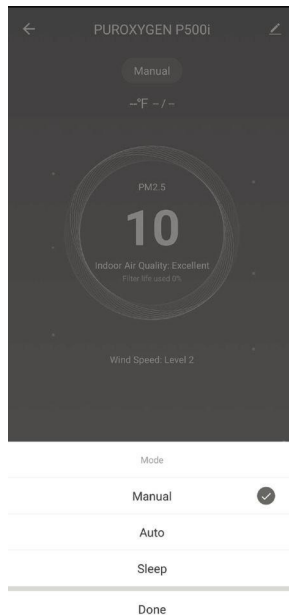 PUROXYGEN P500i
Manual
--°F -- / --
PM2.5
10
Indoor Air Quality: Excellent
Filter life used 0%
Wind Speed: Level 2
Mode
Manual
Auto
Sleep
Done